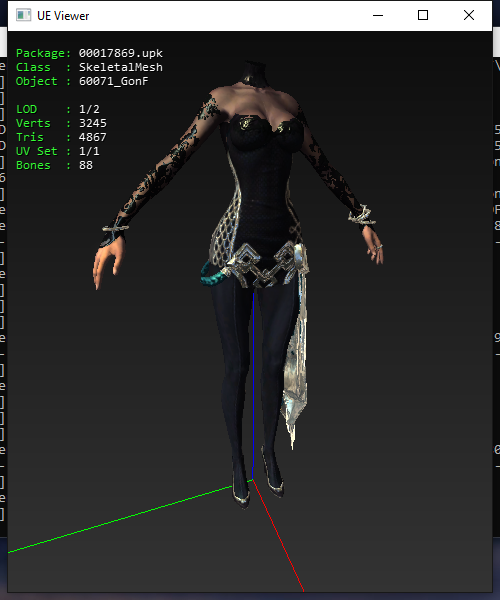 UE Viewer
Package: 00017869.upk
Class  : SkeletalMesh
Object : 60071_GonF
LOD    : 1/2
Verts  : 3245
Tris   : 4867
UV Set : 1/1
Bones  : 88